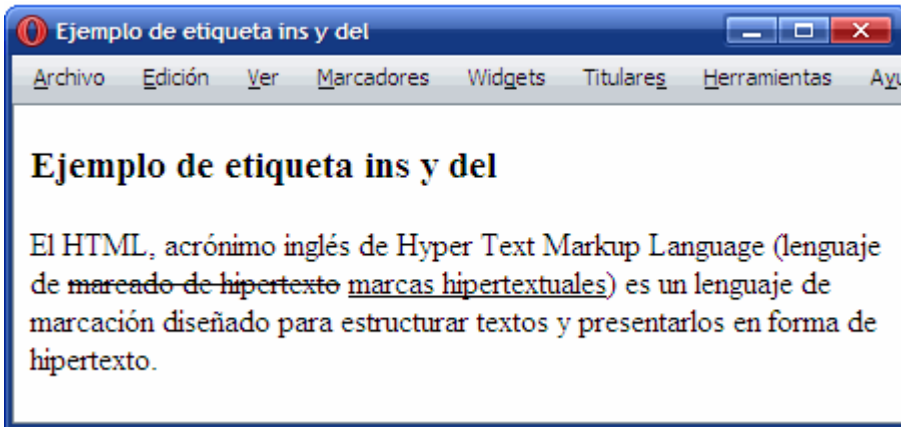 Ejemplo de etiqueta ins y del
Archivo Edición Ver Marcadores Widgets Titulares Herramientas Ayu
Ejemplo de etiqueta ins y del
El HTML, acrónimo inglés de Hyper Text Markup Language (lenguaje
de marcado de hipertexto marcas hipertextuales) es un lenguaje de
marcación diseñado para estructurar textos y presentarlos en forma de
hipertexto.